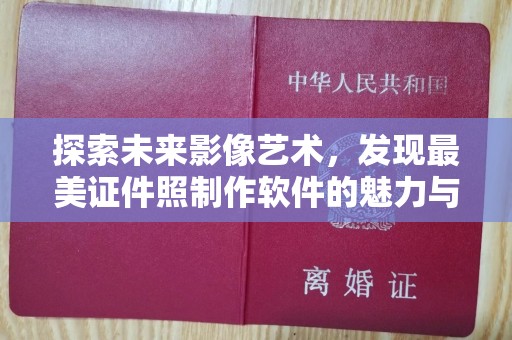 中华人民共和国
探索未来影像艺术，发现最
美证件照制作软件的魅力与
离婚证